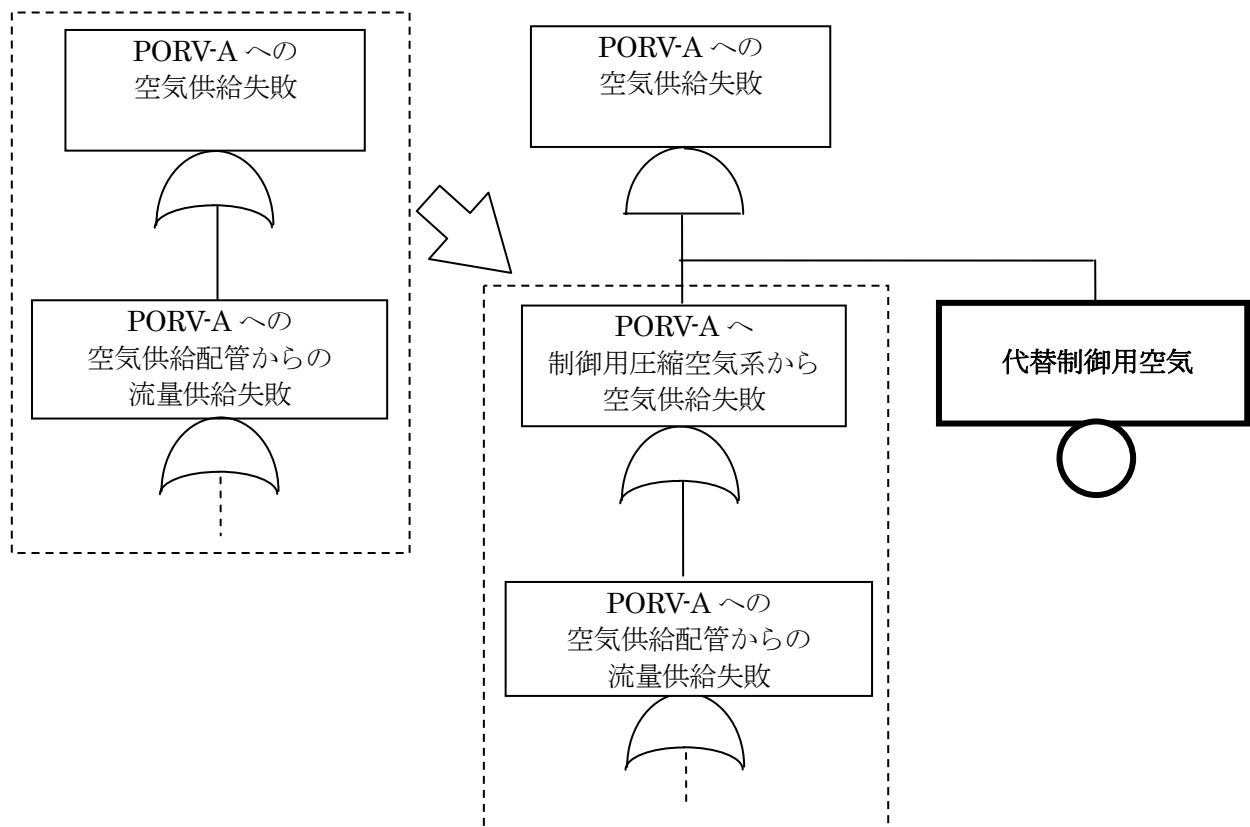 PORV-A への
空気供給失敗
PORV-A への
空気供給配管からの
流量供給失敗
PORV-A への
空気供給失敗
PORV-A へ
制御用圧縮空気系から
空気供給失敗
代替制御用空気
PORV-A への
空気供給配管からの
流量供給失敗